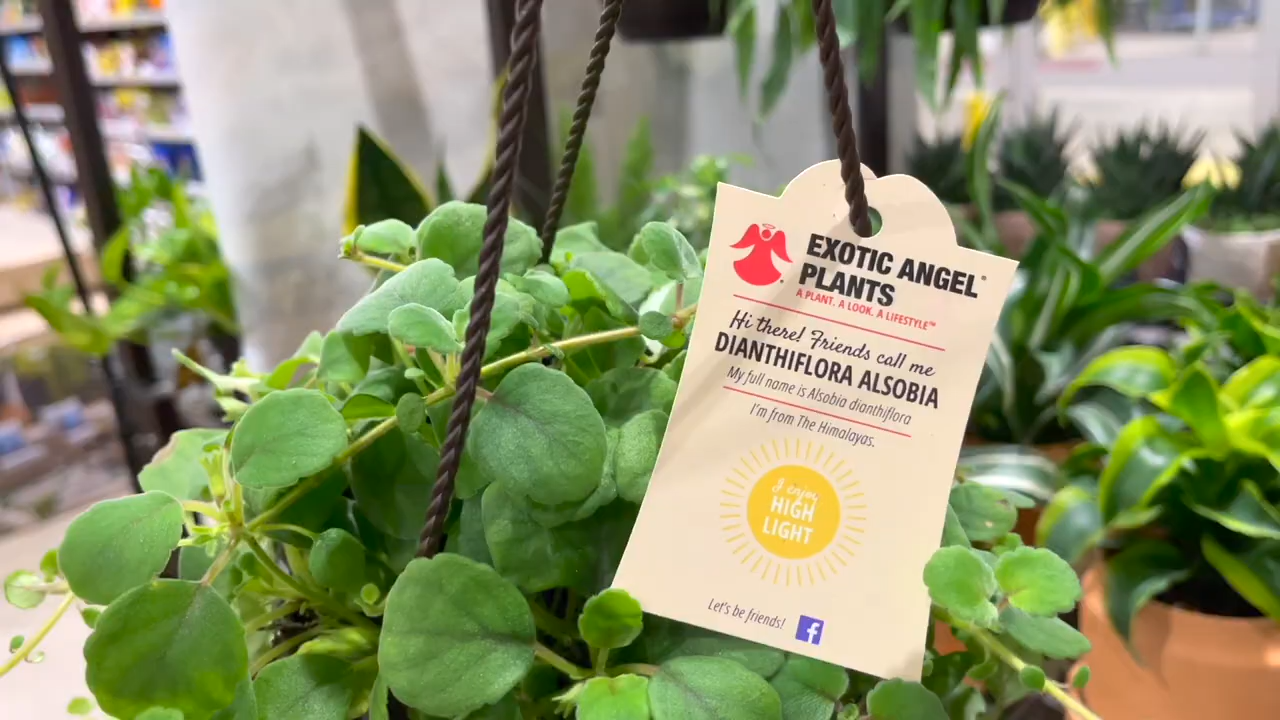 EXOTIC ANGEL®
PLANTS
A PLANT. A LOOK. A LIFESTYLE™
Hi there! Friends call me
DIANTHIFLORA ALSOBIA
My full name is Alsobia dianthiflora
I'm from The Himalayas.
I enjoy
HIGH
LIGHT
Let's be friends! f